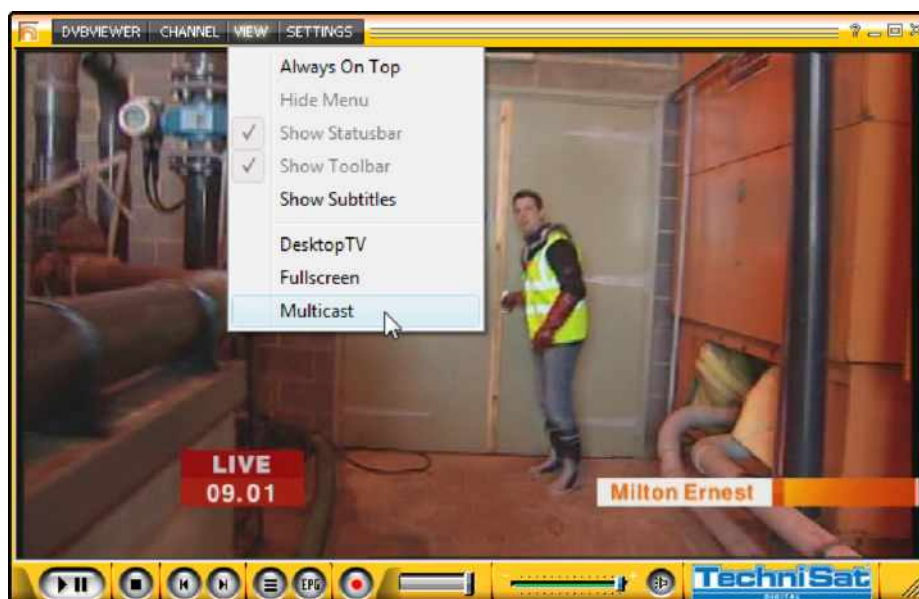 DVBVIEWER CHANNEL VIEW SETTINGS
Always On Top
Hide Menu
Show Statusbar
Show Toolbar
Show Subtitles
DesktopTV
Fullscreen
Multicast
LIVE
09.01
Milton Ernest
EPG
TechniSat
DIGITAL